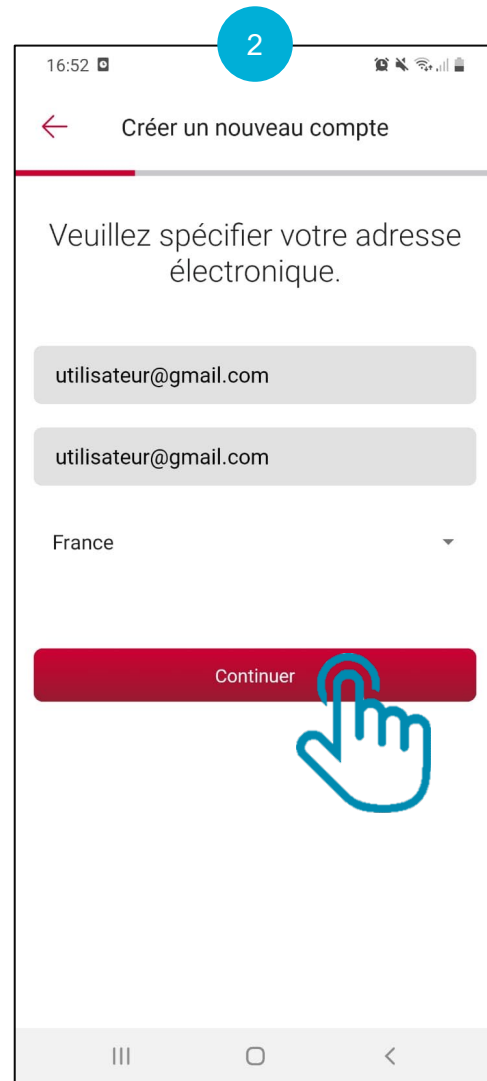 2
16:52
Créer un nouveau compte
Veuillez spécifier votre adresse
électronique.
utilisateur@gmail.com
utilisateur@gmail.com
France
Continuer